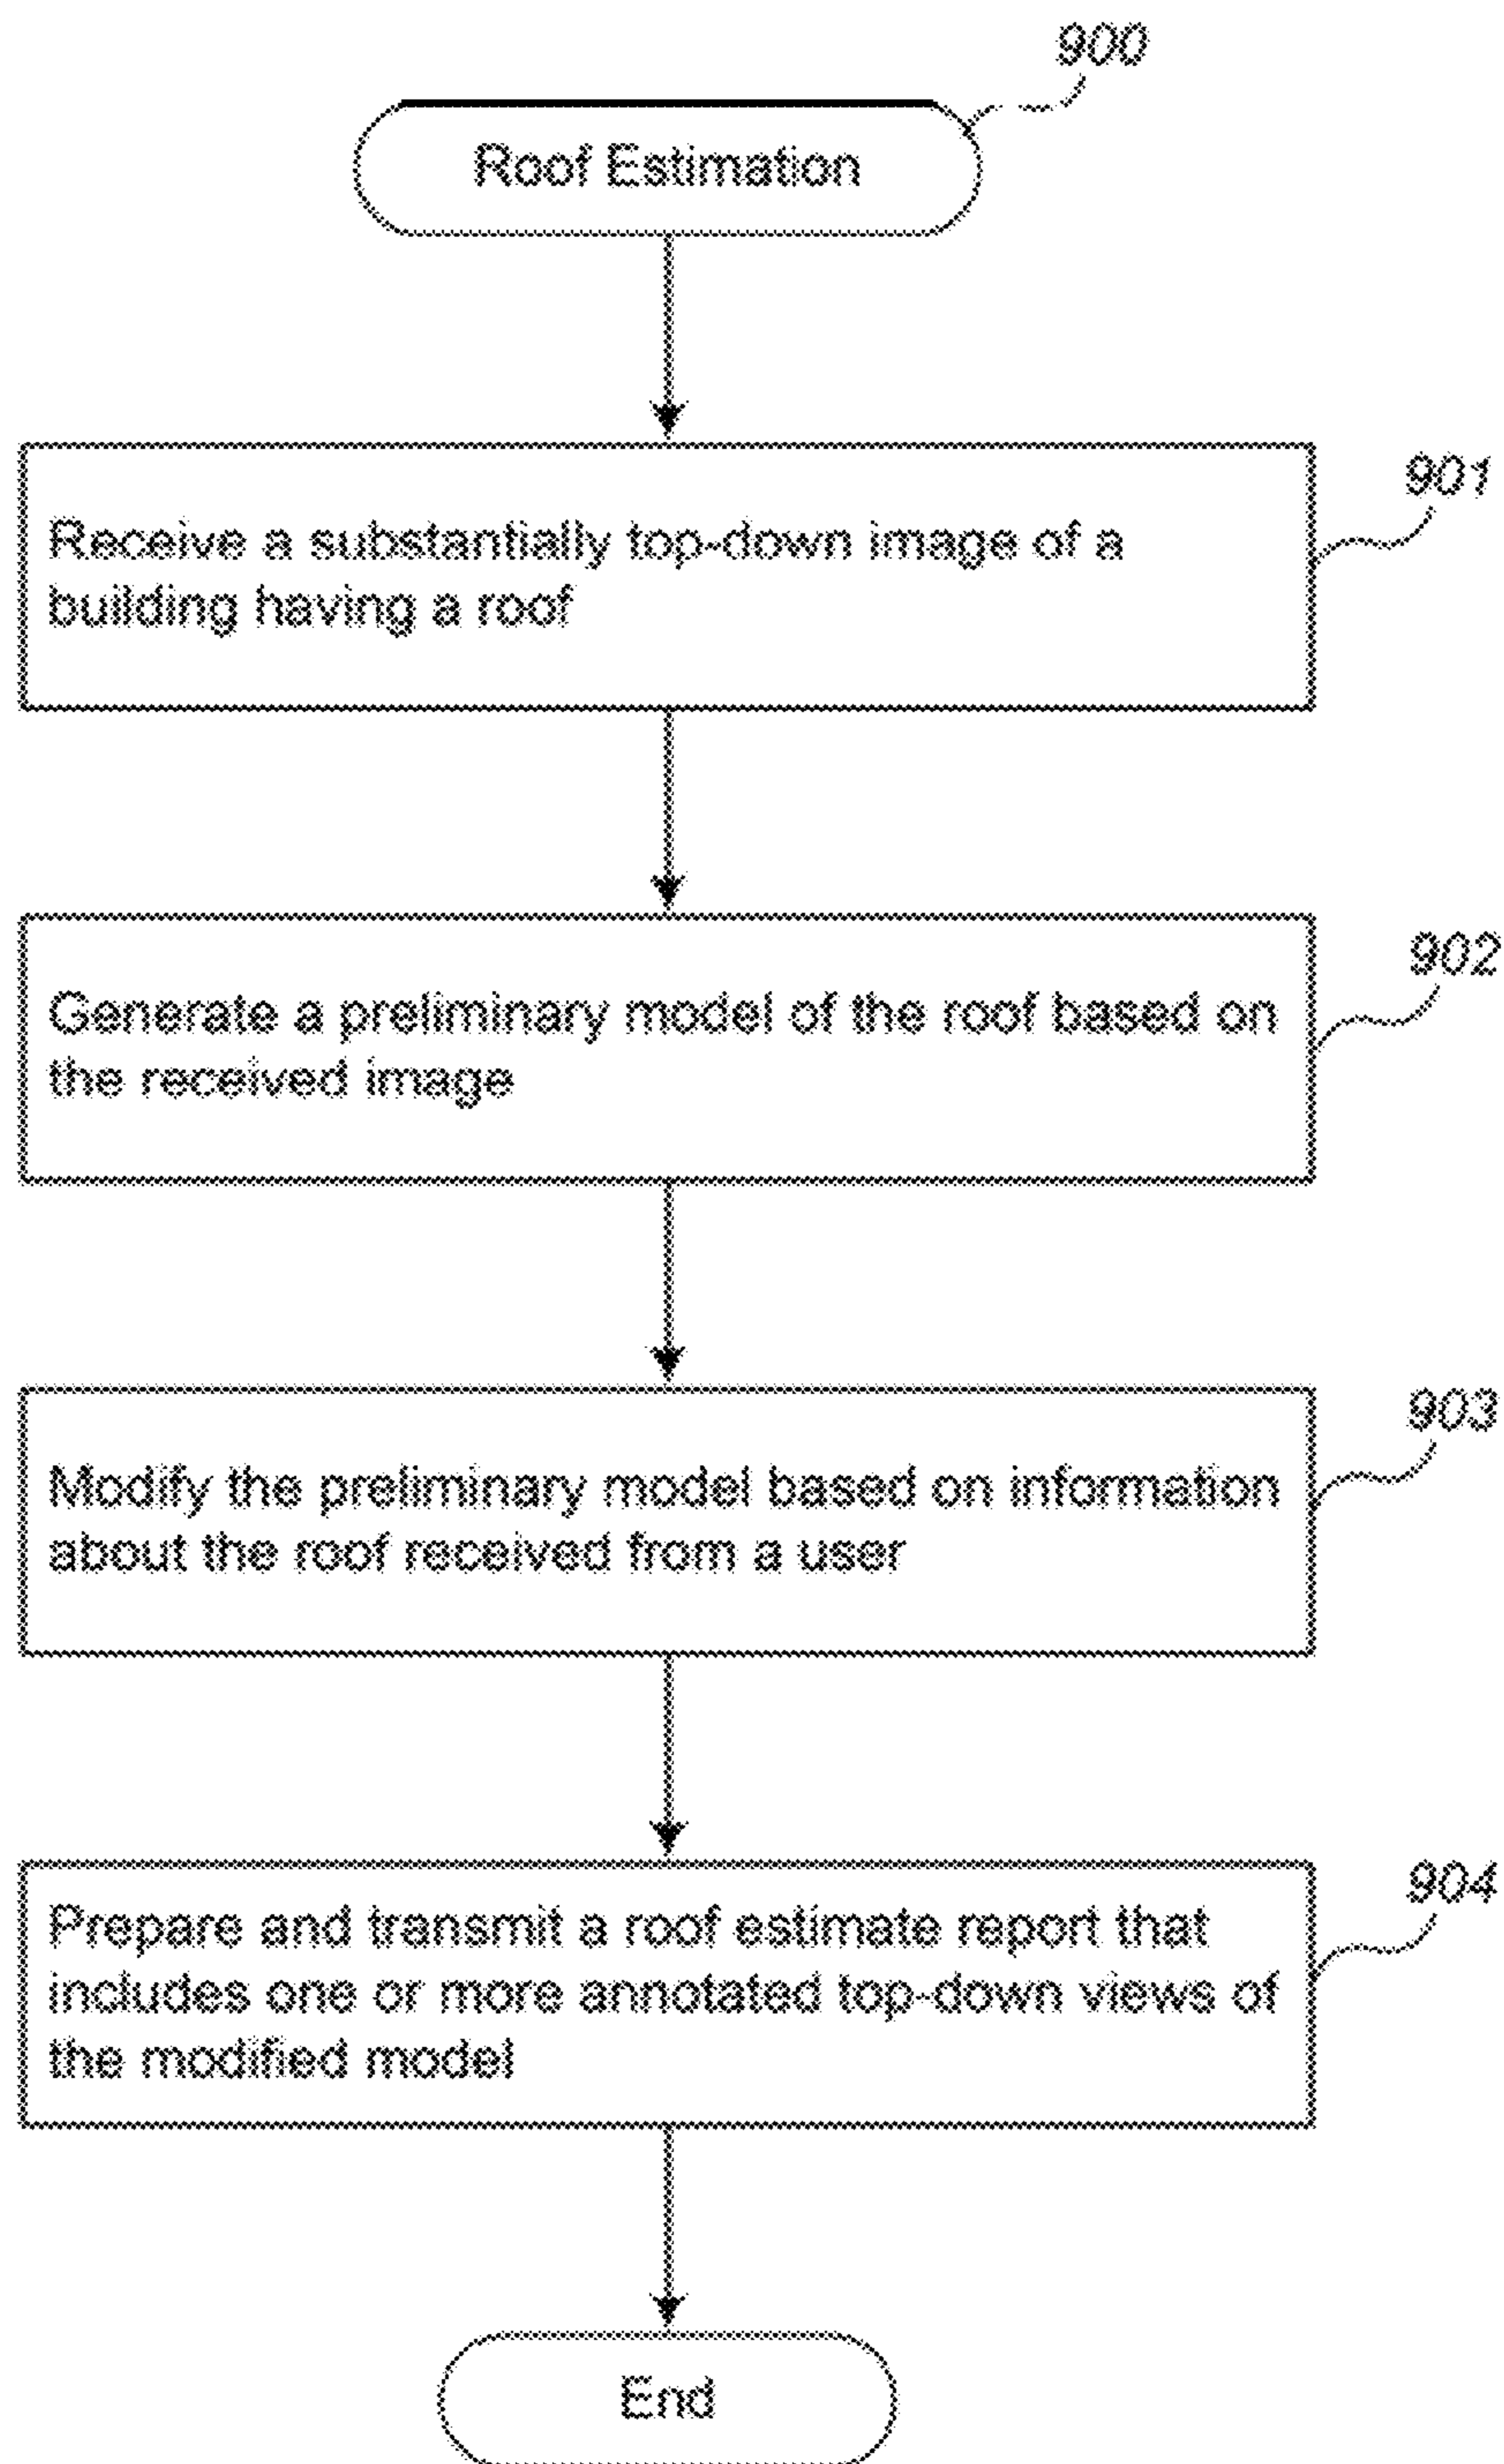 900
Roof Estimation
901
Receive a substantially top-down image of a
building having a roof
902
Generate a preliminary model of the roof based on
the received image
903
Modify the preliminary model based on information
about the roof received from a user
904
Prepare and transmit a roof estimate report that
includes one or more annotated top-down views of
the modified model
End